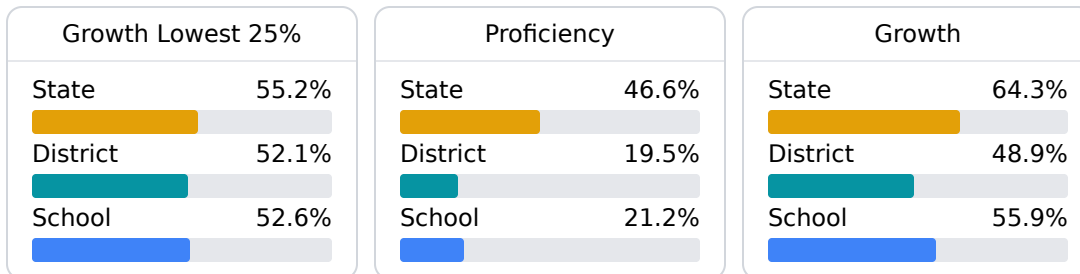 Growth Lowest 25%
State 55.2%
District 52.1%
School 52.6%
Proficiency
State 46.6%
District 19.5%
School 21.2%
Growth
State 64.3%
District 48.9%
School 55.9%